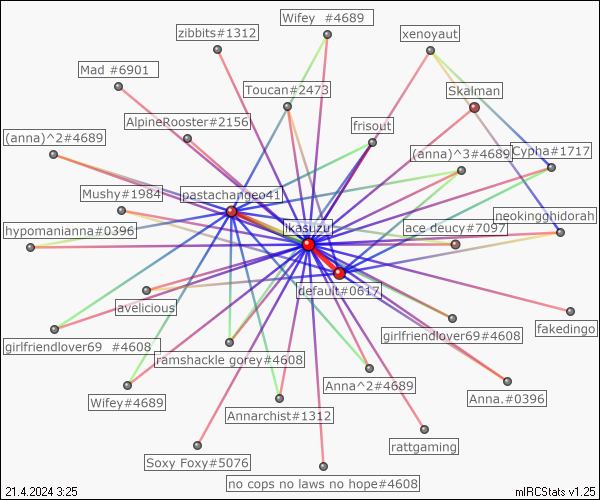 Wifey #4689
zibbits#1312
xenoyaut
Mad #6901
Toucan#2473
Skalman
AlpineRooster#2156
frisout
(anna)^2#4689
(anna)^3#4689
Cypha#1717
Mushy#1984
pastachangeo41
neokingghidorah
hypomanianna#0396
ikasuzu
ace deucy#7097
default#0617
avelicious
fakedingo
girlfriendlover69 #4608
ramshackle gorey#4608
girlfriendlover69#4608
Wifey#4689
Annarchist#1312
Anna^2#4689
Anna.#0396
rattgaming
Soxy Foxy#5076
no cops no laws no hope#4608
21.4.2024 3:25
mIRCStats v1.25